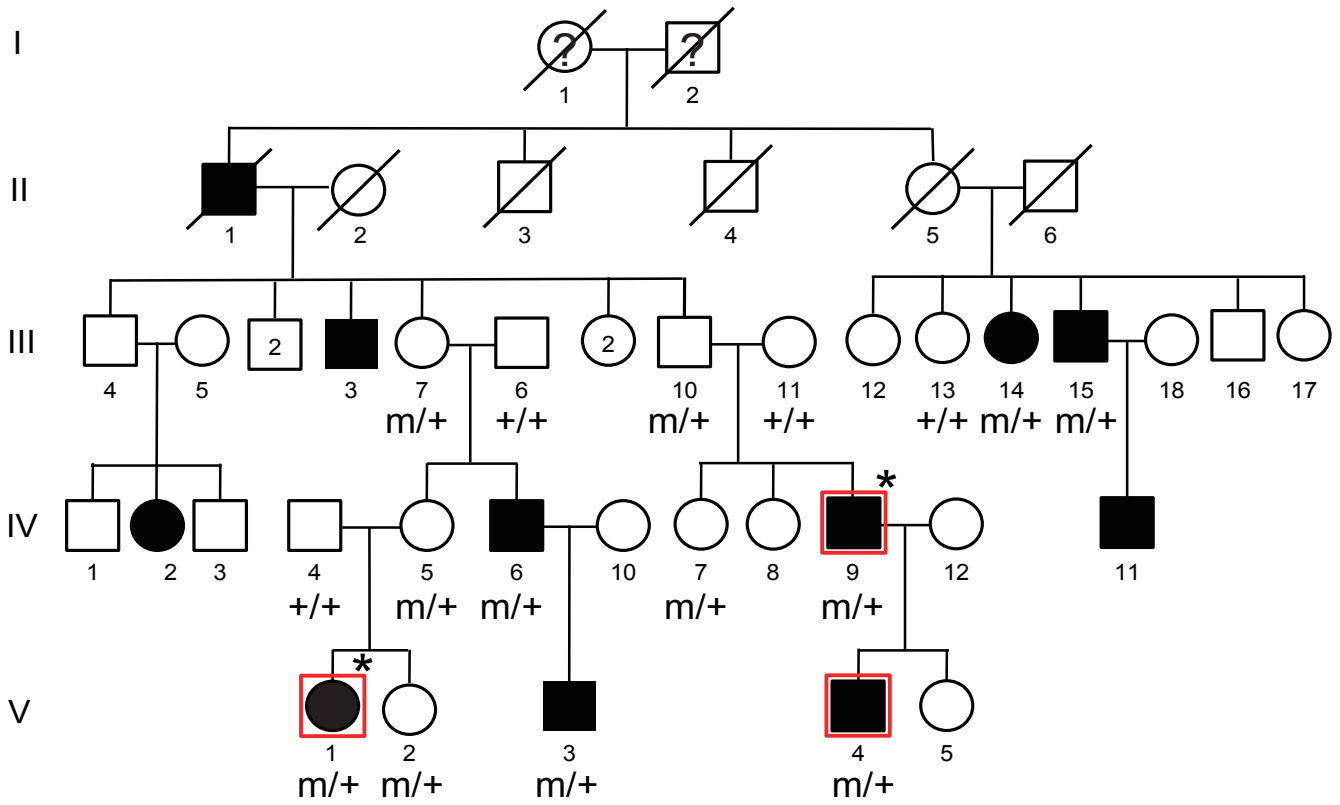 I
? ?
1 2
II
1 2 3 4 5 6
III
2 2
4 5 3 7 6 10 11 12 13 14 15 18 16 17
m/+ +/+ m/+ +/+ +/+ m/+ m/+
*
IV
1 2 3 4 5 6 10 7 8 9 12 11
+/+ m/+ m/+ m/+ m/+
*
V
1 2 3 4 5
m/+ m/+ m/+ m/+